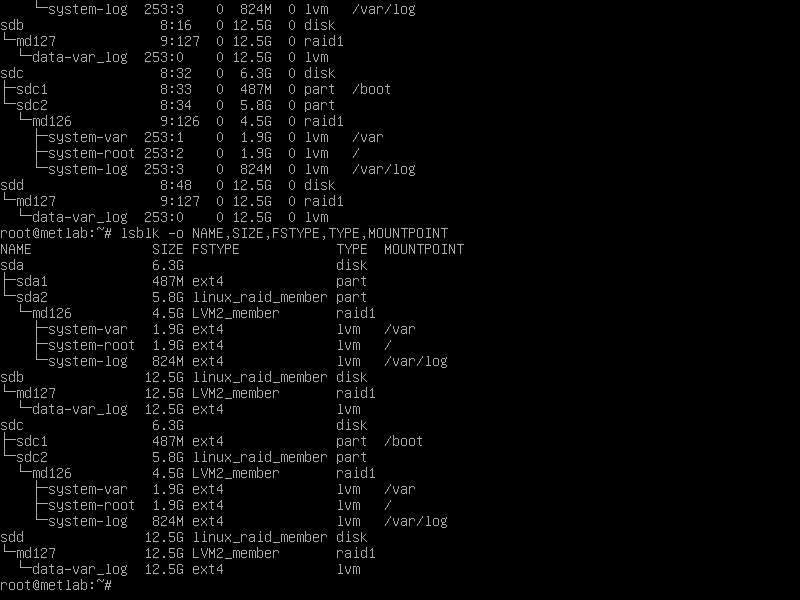 └─system-log  253:3    0   824M  0 lvm   /var/log
sdb                 8:16   0  12.5G  0 disk
└─md127             9:127  0  12.5G  0 raid1
  └─data-var_log  253:0    0  12.5G  0 lvm
sdc                 8:32   0   6.3G  0 disk
├─sdc1              8:33   0   487M  0 part  /boot
└─sdc2              8:34   0   5.8G  0 part
  └─md126           9:126  0   4.5G  0 raid1
    ├─system-var  253:1    0   1.9G  0 lvm   /var
    ├─system-root 253:2    0   1.9G  0 lvm   /
    └─system-log  253:3    0   824M  0 lvm   /var/log
sdd                 8:48   0  12.5G  0 disk
└─md127             9:127  0  12.5G  0 raid1
  └─data-var_log  253:0    0  12.5G  0 lvm
root@metlab:~# lsblk -o NAME,SIZE,FSTYPE,TYPE,MOUNTPOINT
NAME               SIZE FSTYPE            TYPE  MOUNTPOINT
sda                6.3G                   disk
├─sda1             487M ext4              part
└─sda2             5.8G linux_raid_member part
  └─md126          4.5G LVM2_member       raid1
    ├─system-var   1.9G ext4              lvm   /var
    ├─system-root  1.9G ext4              lvm   /
    └─system-log   824M ext4              lvm   /var/log
sdb               12.5G linux_raid_member disk
└─md127           12.5G LVM2_member       raid1
  └─data-var_log  12.5G ext4              lvm
sdc                6.3G                   disk
├─sdc1             487M ext4              part  /boot
└─sdc2             5.8G linux_raid_member part
  └─md126          4.5G LVM2_member       raid1
    ├─system-var   1.9G ext4              lvm   /var
    ├─system-root  1.9G ext4              lvm   /
    └─system-log   824M ext4              lvm   /var/log
sdd               12.5G linux_raid_member disk
└─md127           12.5G LVM2_member       raid1
  └─data-var_log  12.5G ext4              lvm
root@metlab:~#